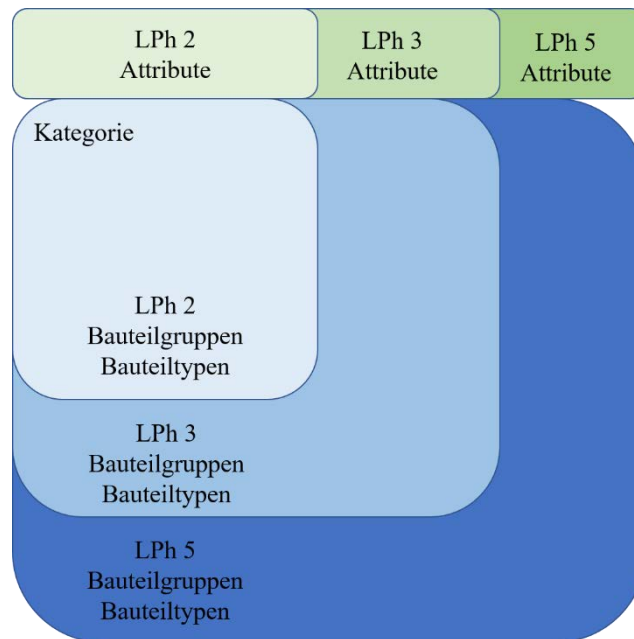 LPh 2
Attribute
LPh 3
Attribute
LPh 5
Attribute
Kategorie
LPh 2
Bauteilgruppen
Bauteiltypen
LPh 3
Bauteilgruppen
Bauteiltypen
LPh 5
Bauteilgruppen
Bauteiltypen